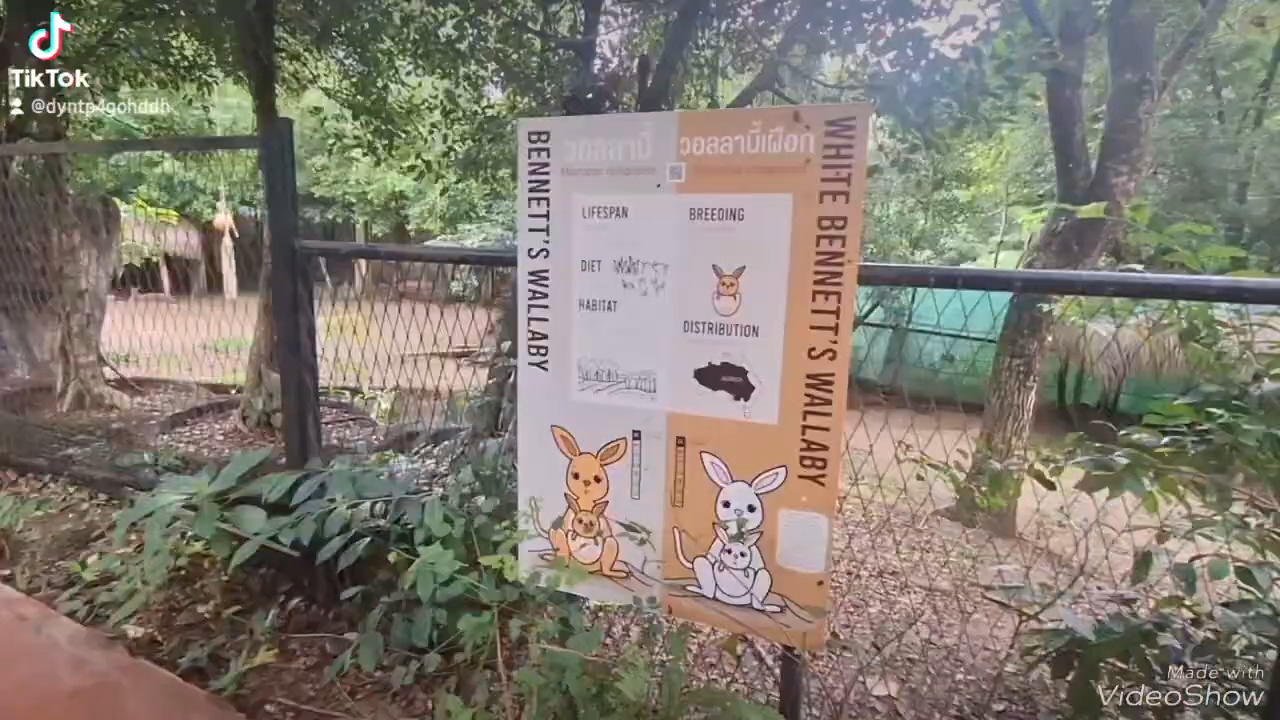 TikTok
@dyntp4gohddh
BENNETT'S WALLABY
วอลลาบี้
วอลลาบี้เผือก
WHITE BENNETT'S WALLABY
LIFESPAN
DIET
HABITAT
BREEDING
DISTRIBUTION
Made with
VideoShow